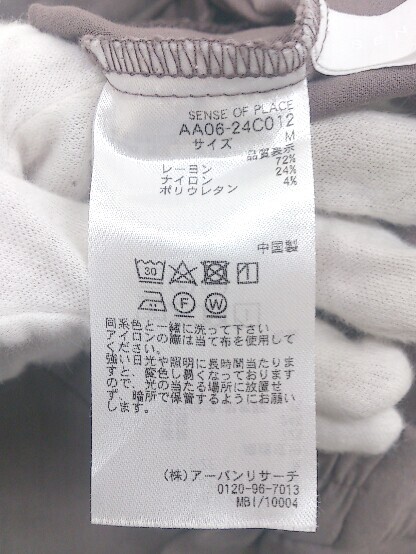 SENSE OF PLACE
AA06-24C012
サイズ M
品質表示
レーヨン 72%
ナイロン 24%
ポリウレタン 4%
中国製
30
F W
同系色と一緒に洗って下さい
アイロンの際は当て布を使用して
ください。
強い日光や照明に長時間当たりま
すと、変色し易くなっております
ので、光の当たる場所に放置せ
ず、暗所で保管するようにお願い
します。
(株)アーバンリサーチ
0120-96-7013
MBI/10004